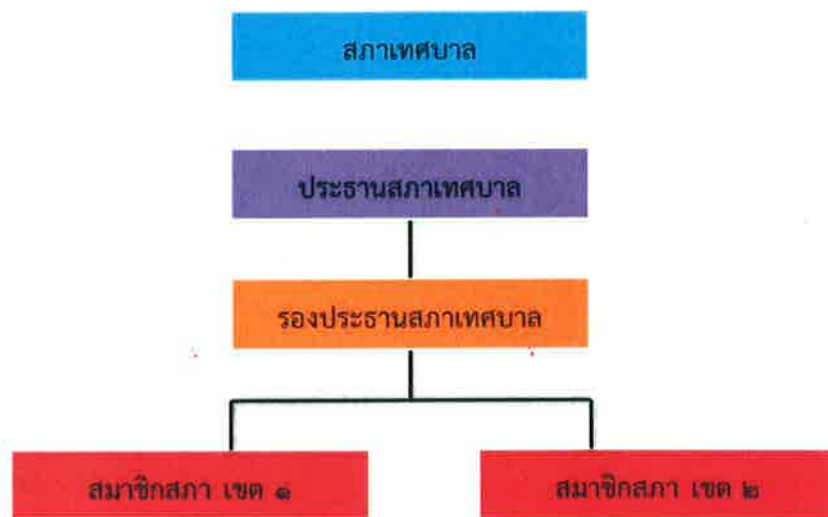 สภาเทศบาล
ประธานสภาเทศบาล
รองประธานสภาเทศบาล
สมาชิกสภา เขต ๑
สมาชิกสภา เขต ๒